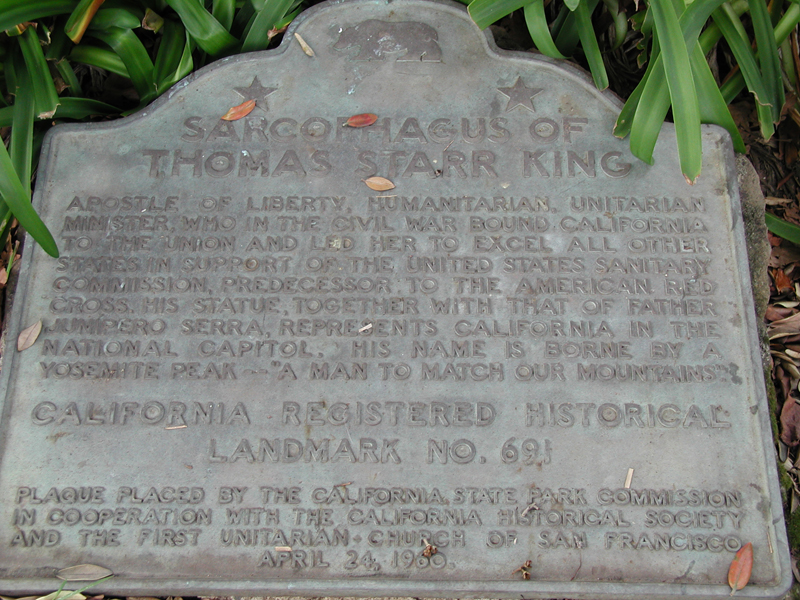 SARCOPHAGUS OF
THOMAS STARR KING
APOSTLE OF LIBERTY, HUMANITARIAN, UNITARIAN
MINISTER, WHO IN THE CIVIL WAR BOUND CALIFORNIA
TO THE UNION AND LED HER TO EXCEL ALL OTHER
STATES IN SUPPORT OF THE UNITED STATES SANITARY
COMMISSION, PREDECESSOR TO THE AMERICAN RED
CROSS. HIS STATUE, TOGETHER WITH THAT OF FATHER
JUNIPERO SERRA, REPRESENTS CALIFORNIA IN THE
NATIONAL CAPITOL. HIS NAME IS BORNE BY A
YOSEMITE PEAK — "A MAN TO MATCH OUR MOUNTAINS".
CALIFORNIA REGISTERED HISTORICAL
LANDMARK NO. 691
PLAQUE PLACED BY THE CALIFORNIA STATE PARK COMMISSION
IN COOPERATION WITH THE CALIFORNIA HISTORICAL SOCIETY
AND THE FIRST UNITARIAN CHURCH OF SAN FRANCISCO
APRIL 24, 1960.